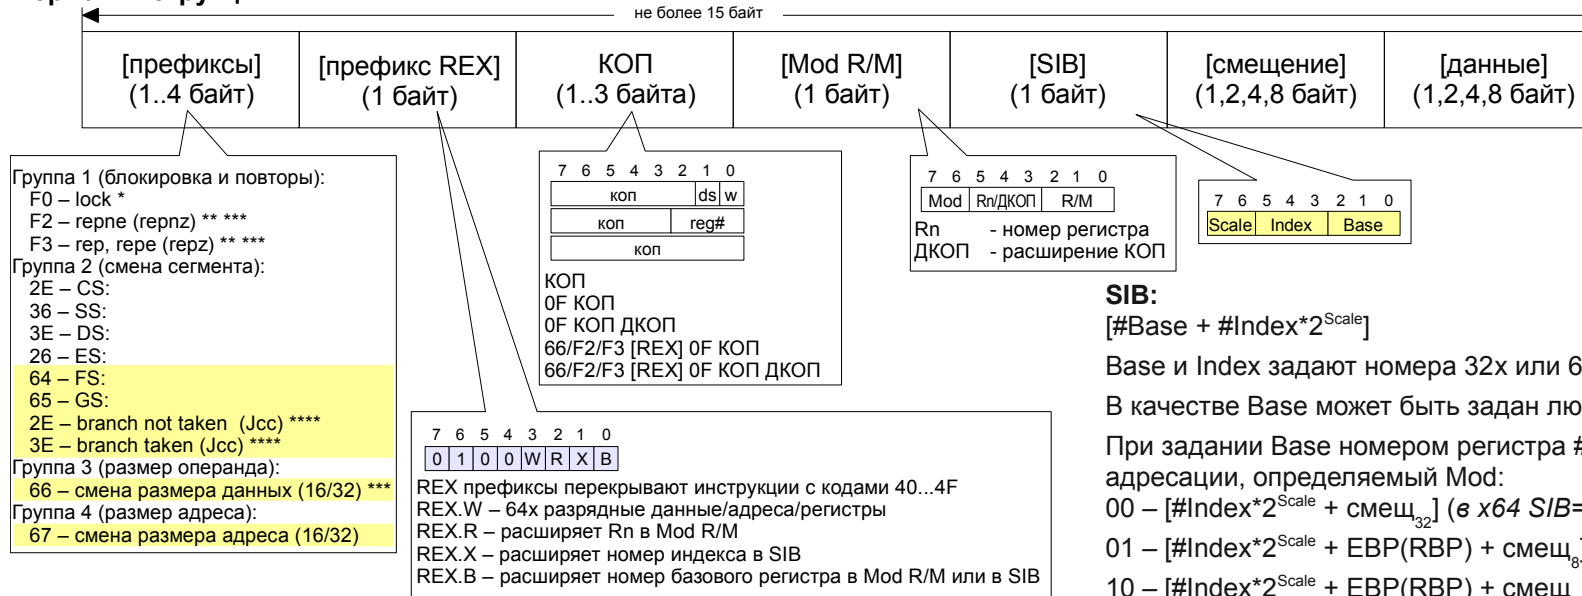 не более 15 байт
[префиксы]
(1..4 байт)
[префикс REX]
(1 байт)
КОП
(1..3 байта)
[Mod R/M]
(1 байт)
[SIB]
(1 байт)
[смещение]
(1,2,4,8 байт)
[данные]
(1,2,4,8 байт)
Группа 1 (блокировка и повторы):
F0 – lock *
F2 – repne (repnz) ** ***
F3 – rep, repe (repz) ** ***
Группа 2 (смена сегмента):
2E – CS:
36 – SS:
3E – DS:
26 – ES:
64 – FS:
65 – GS:
2E – branch not taken (Jcc) ****
3E – branch taken (Jcc) ****
Группа 3 (размер операнда):
66 – смена размера данных (16/32) ***
Группа 4 (размер адреса):
67 – смена размера адреса (16/32)
7 6 5 4 3 2 1 0
коп ds w
коп reg#
коп
КОП
0F КОП
0F КОП ДКОП
66/F2/F3 [REX] 0F КОП
66/F2/F3 [REX] 0F КОП ДКОП
7 6 5 4 3 2 1 0
0 1 0 0 W R X B
REX префиксы перекрывают инструкции с кодами 40...4F
REX.W – 64х разрядные данные/адреса/регистры
REX.R – расширяет Rn в Mod R/M
REX.X – расширяет номер индекса в SIB
REX.B – расширяет номер базового регистра в Mod R/M или в SIB
7 6 5 4 3 2 1 0
Mod Rn/ДКОП R/M
Rn - номер регистра
ДКОП - расширение КОП
7 6 5 4 3 2 1 0
Scale Index Base
SIB:
[#Base + #Index*2^Scale]
Base и Index задают номера 32х или 6
В качестве Base может быть задан лю
При задании Base номером регистра #
адресации, определяемый Mod:
00 – [#Index*2^Scale + смещ_32] (в x64 SIB=
01 – [#Index*2^Scale + EBP(RBP) + смещ_8]
10 – [#Index*2^Scale + EBP(RBP) + смещ